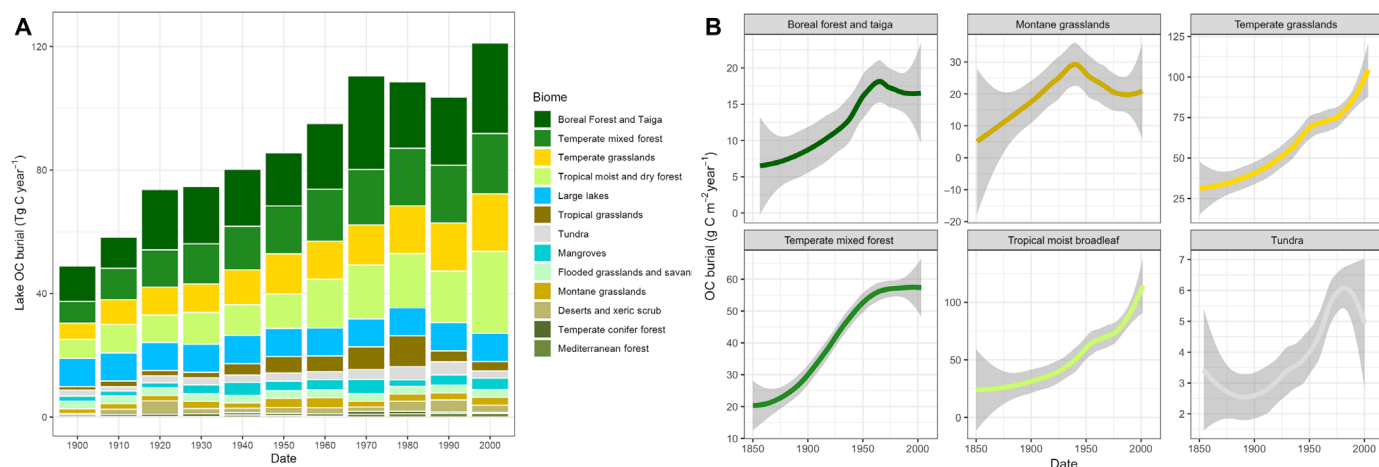 A
Lake OC burial (Tg C year⁻¹)
120
80
40
0
1900 1910 1920 1930 1940 1950 1960 1970 1980 1990 2000
Date
Biome
Boreal Forest and Taiga
Temperate mixed forest
Temperate grasslands
Tropical moist and dry forest
Large lakes
Tropical grasslands
Tundra
Mangroves
Flooded grasslands and savan
Montane grasslands
Deserts and xeric scrub
Temperate conifer forest
Mediterranean forest
B
OC burial (g C m⁻² year⁻¹)
Boreal forest and taiga
20
15
10
5
0
Montane grasslands
30
20
10
0
−10
−20
Temperate grasslands
125
100
75
50
25
Temperate mixed forest
60
50
40
30
20
10
1850 1900 1950 2000
Tropical moist broadleaf
100
50
0
1850 1900 1950 2000
Tundra
7
6
5
4
3
2
1850 1900 1950 2000
Date